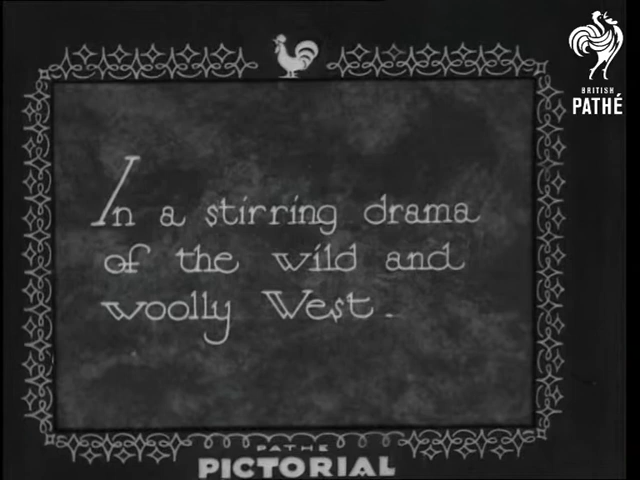 BRITISH
PATHÉ
In a stirring drama
of the wild and
woolly West.
PATHE
PICTORIAL